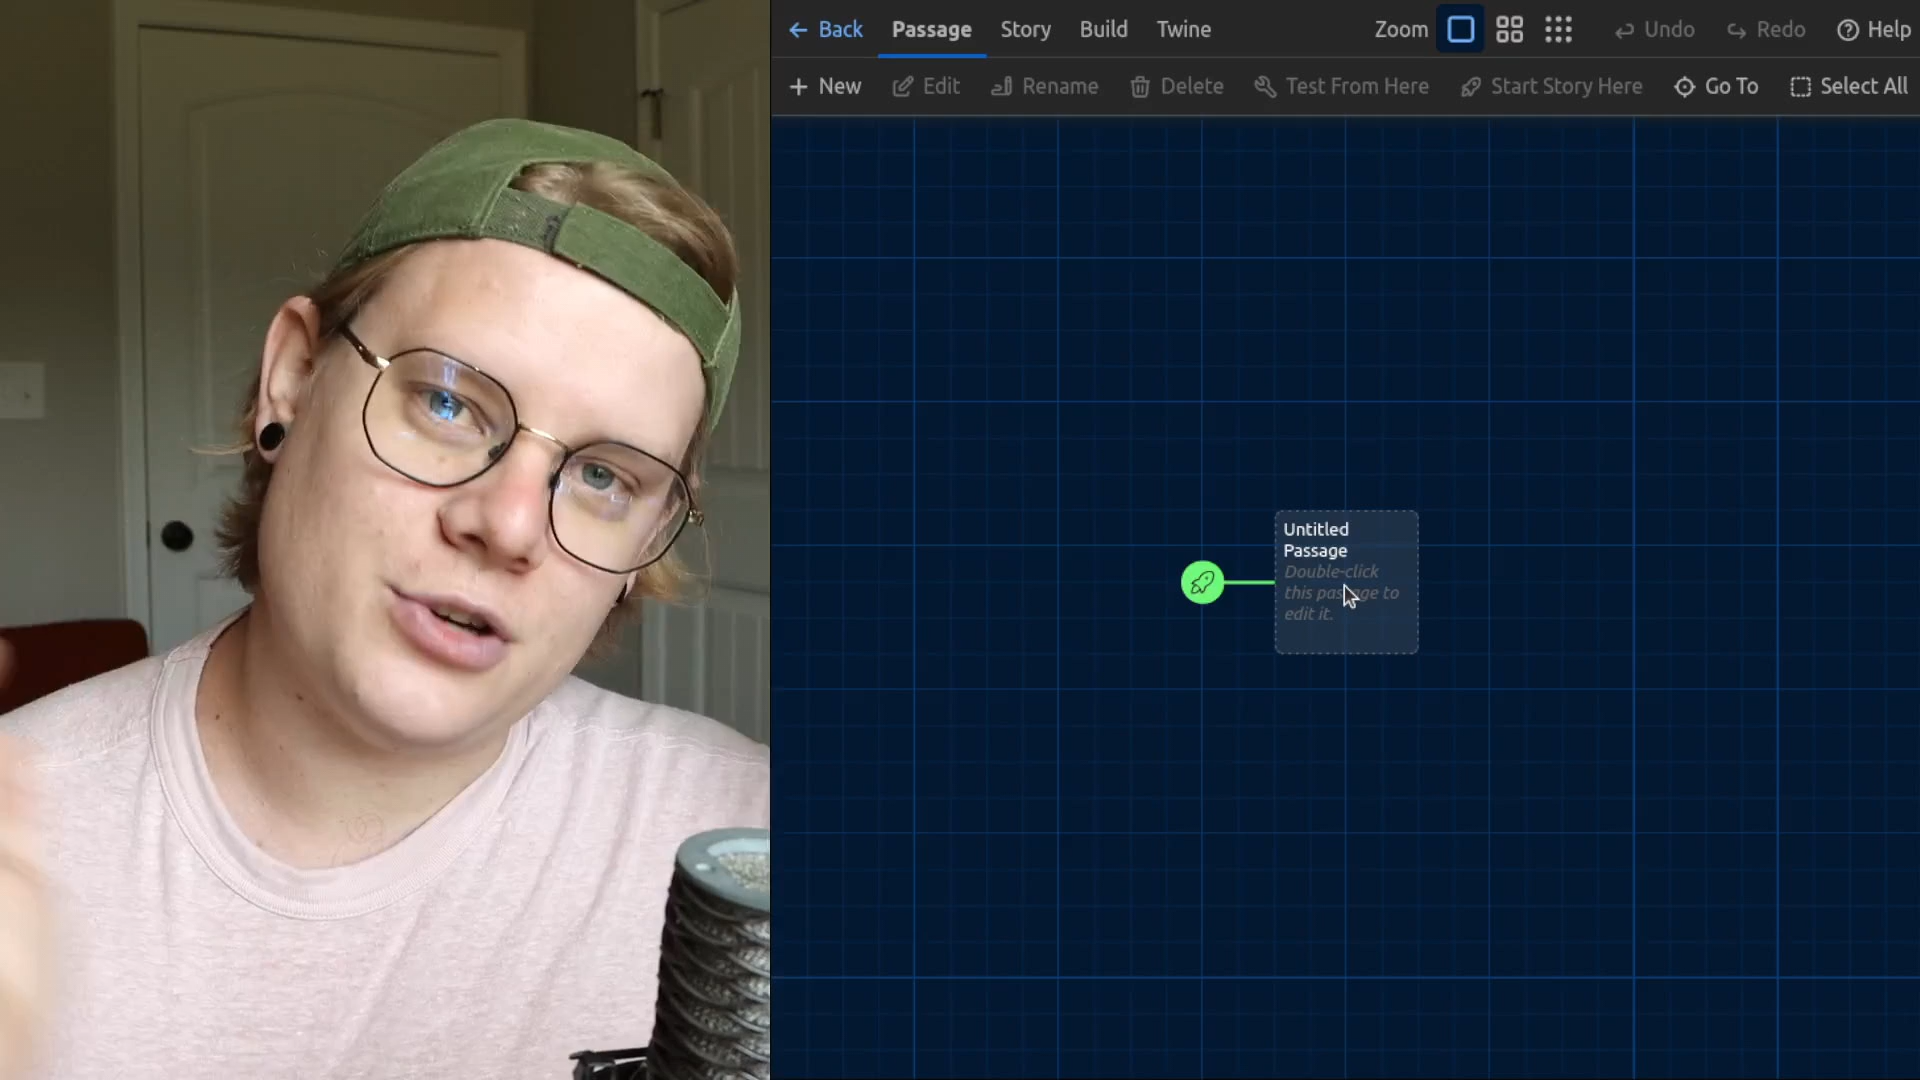 Back Passage Story Build Twine Zoom Undo Redo Help
New Edit Rename Delete Test From Here Start Story Here Go To Select All
Untitled
Passage
Double-click
this passage to
edit it.